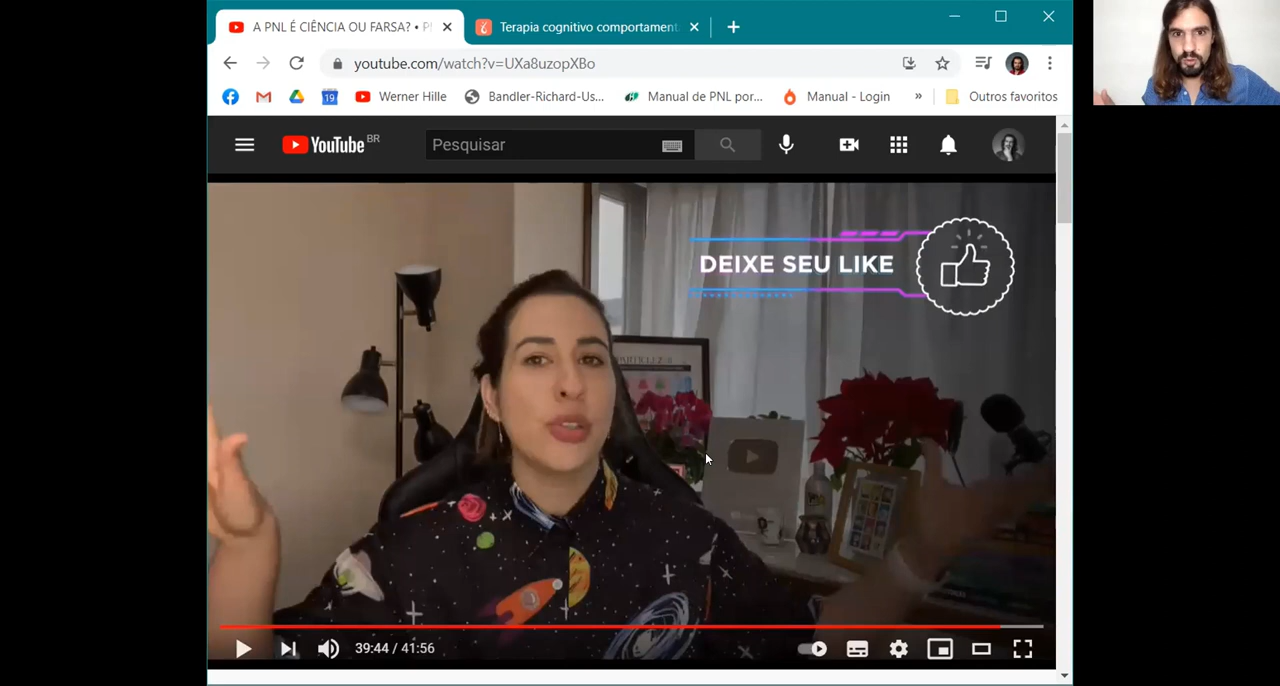 A PNL É CIÊNCIA OU FARSA? • P
Terapia cognitivo comportament
youtube.com/watch?v=UXa8uzopXBo
19
Werner Hille
Bandler-Richard-Us...
Manual de PNL por...
Manual - Login
»
Outros favoritos
YouTube BR
Pesquisar
DEIXE SEU LIKE
39:44 / 41:56